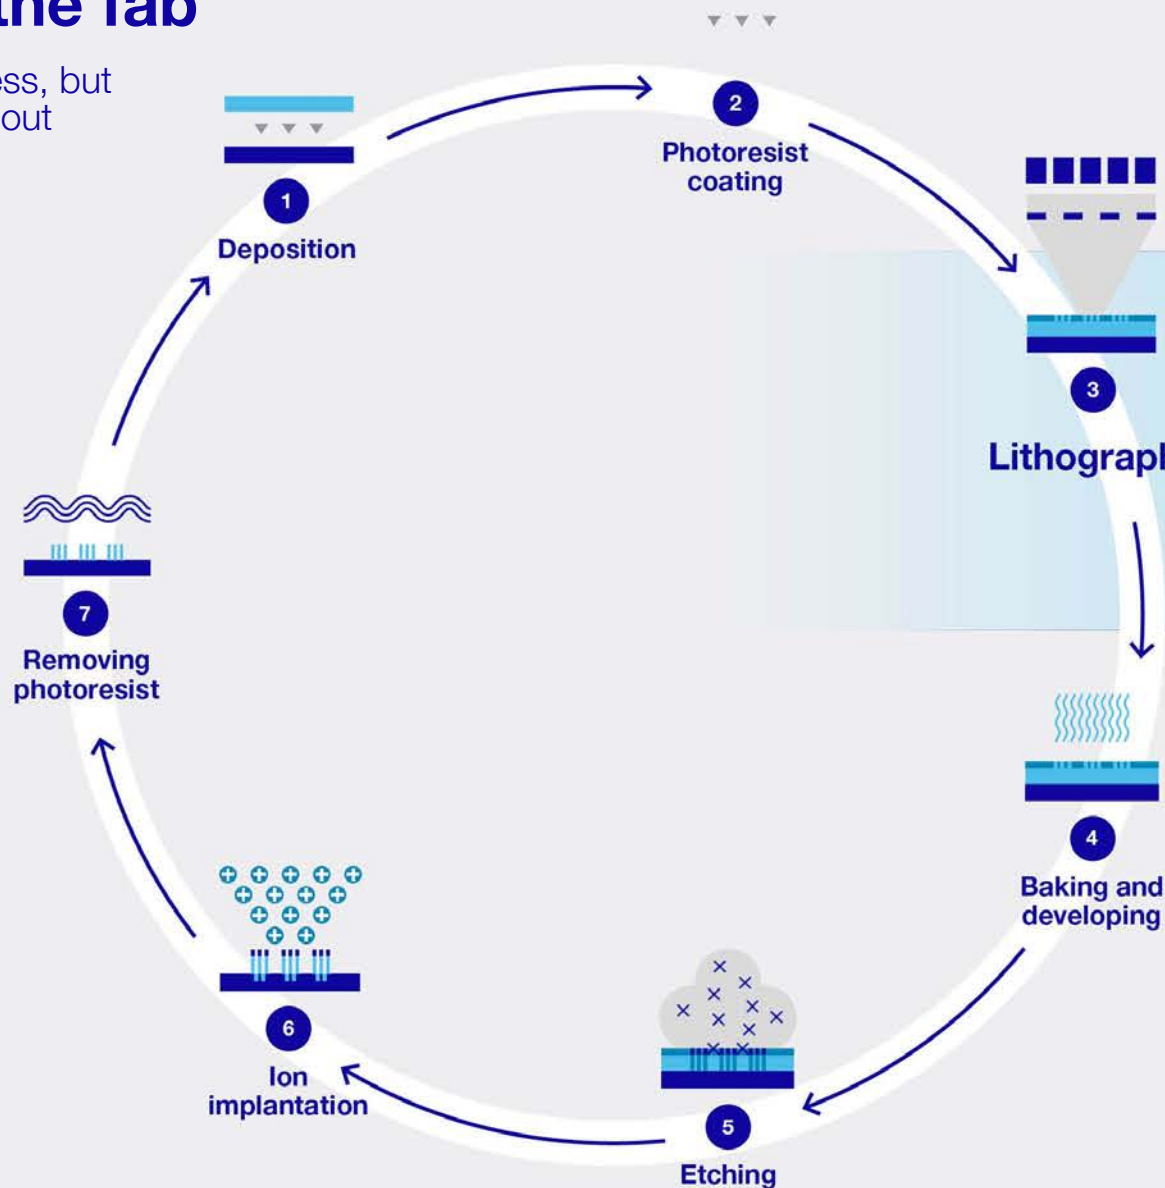 the fab
ess, but
out
1
Deposition
2
Photoresist
coating
3
Lithograph
4
Baking and
developing
5
Etching
6
Ion
implantation
7
Removing
photoresist